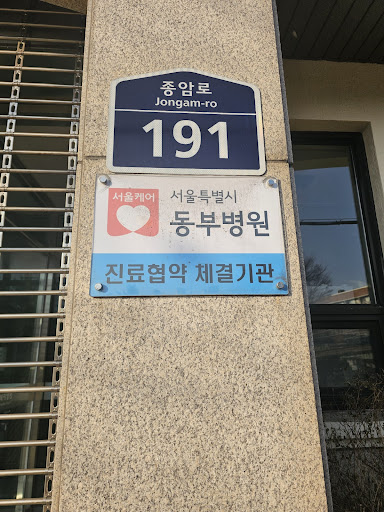 종암로
Jongam-ro
191
서울케어
서울특별시
동부병원
진료협약 체결기관